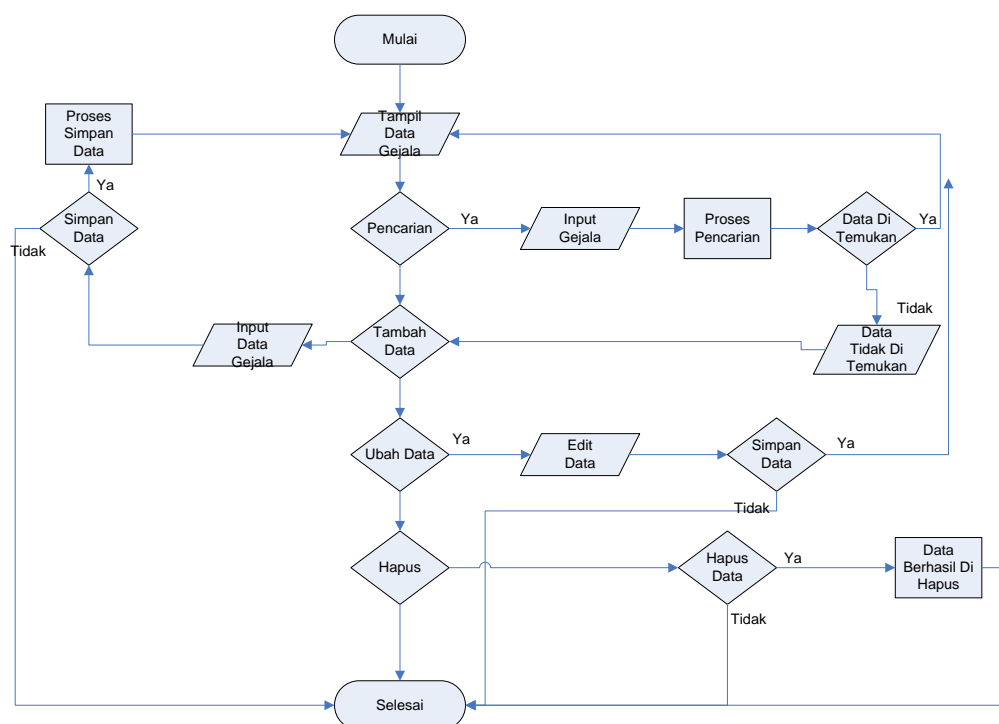 Mulai
Proses
Simpan
Data
Tampil
Data
Gejala
Ya
Simpan
Data
Tidak
Pencarian
Ya
Input
Gejala
Proses
Pencarian
Data Di
Temukan
Ya
Tidak
Input
Data
Gejala
Tambah
Data
Data
Tidak Di
Temukan
Ubah Data
Ya
Edit
Data
Simpan
Data
Ya
Tidak
Hapus
Hapus
Data
Ya
Data
Berhasil Di
Hapus
Tidak
Selesai